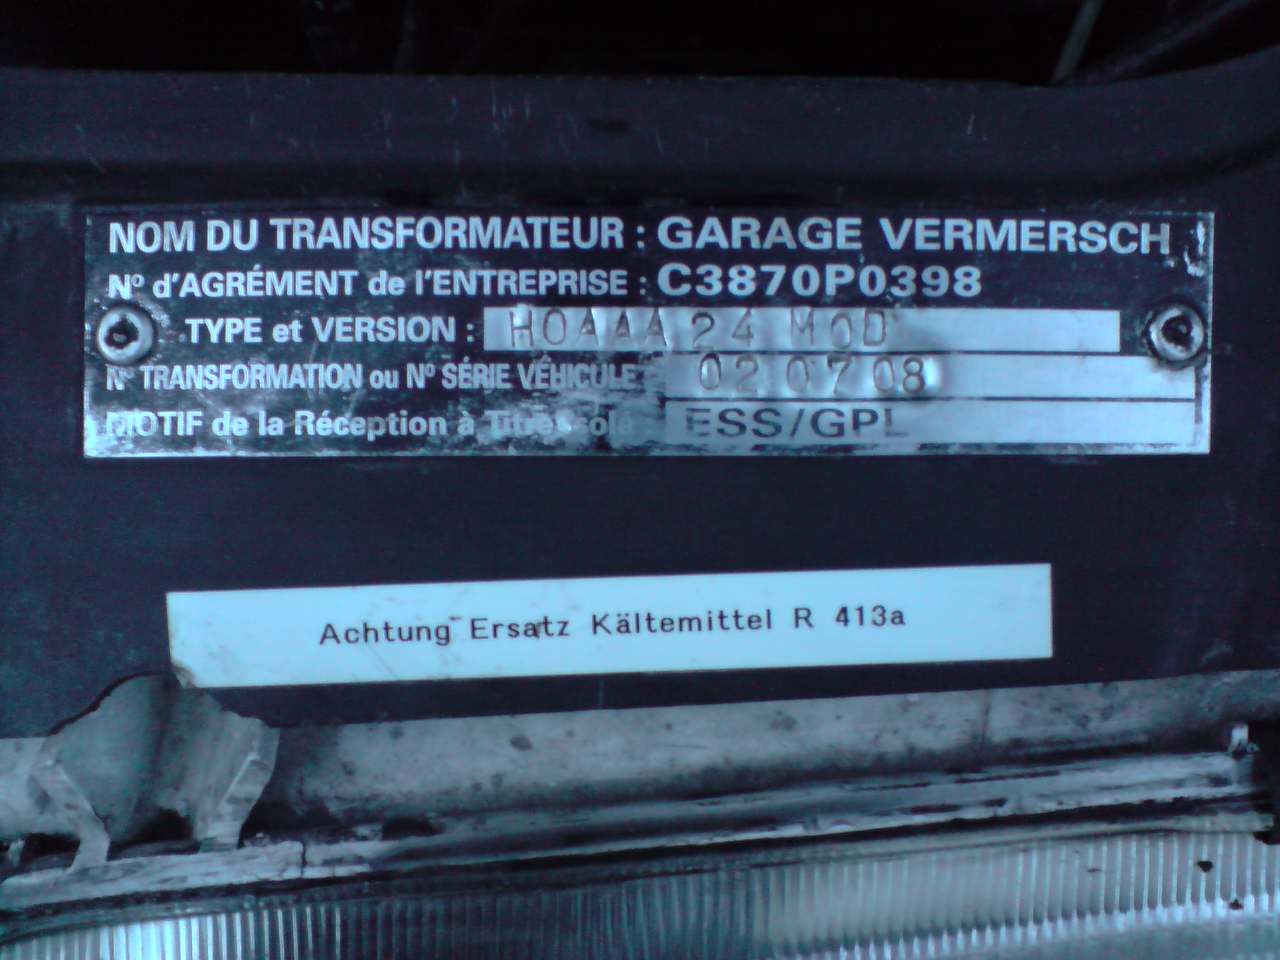 NOM DU TRANSFORMATEUR : GARAGE VERMERSCH
N° d'AGRÉMENT de l'ENTREPRISE : C3870P0398
TYPE et VERSION : HOAAA 24 MOD
N° TRANSFORMATION ou N° SÉRIE VÉHICULE : 020708
MOTIF de la Réception à Titre isolé : ESS/GPL
Achtung Ersatz Kältemittel R 413a